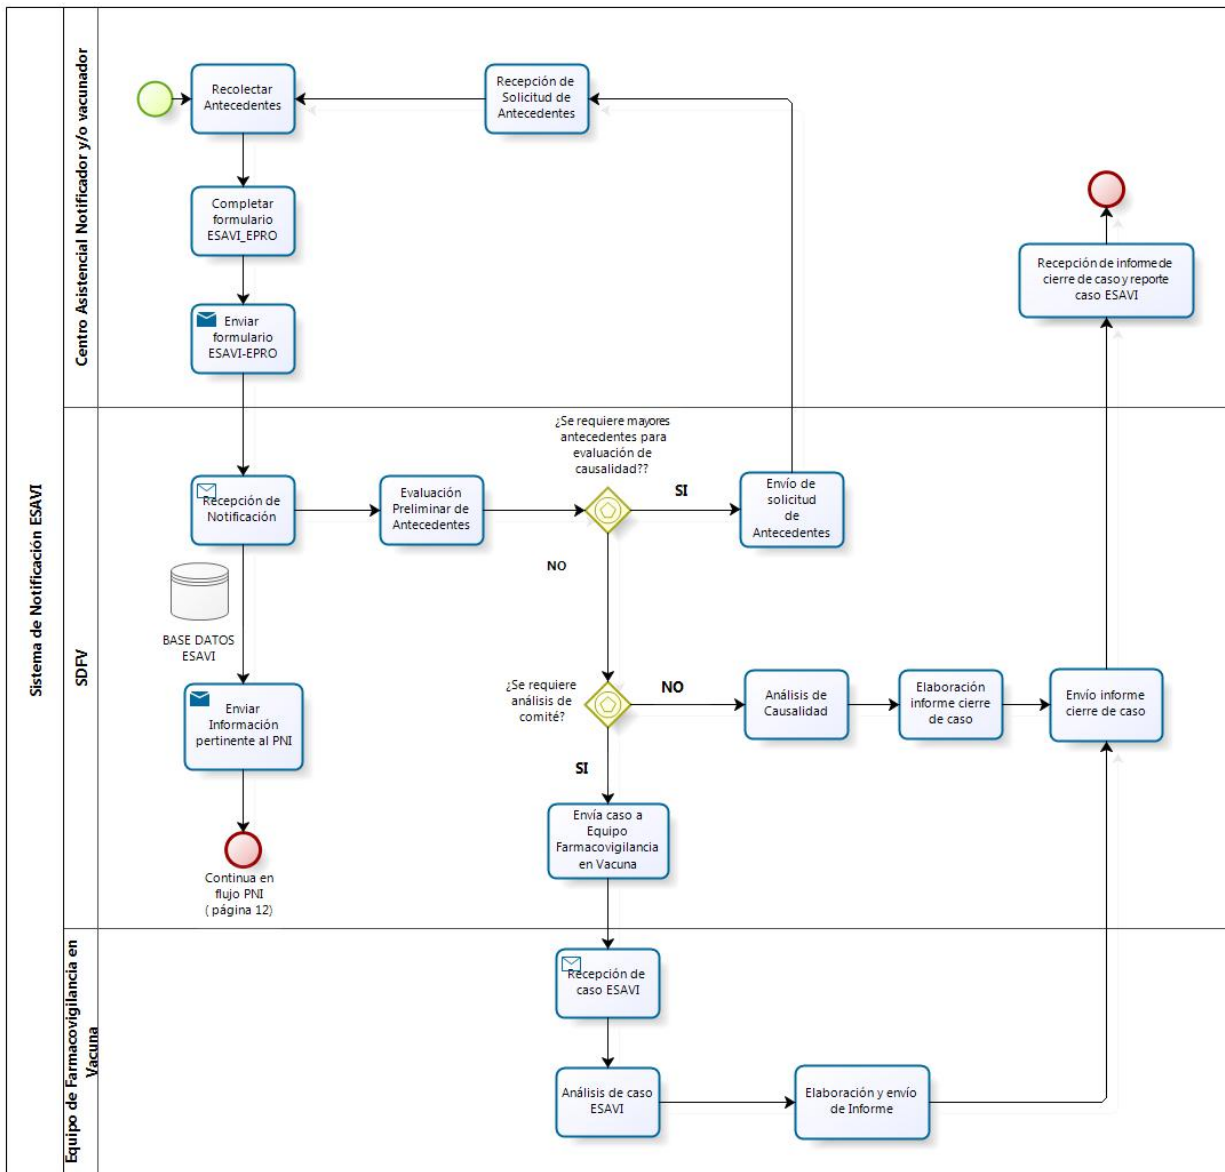 Sistema de Notificación ESAVI
Centro Asistencial Notificador y/o vacunador
Recolectar
Antecedentes
Recepción de
Solicitud de
Antecedentes
Completar
formulario
ESAVI_EPRO
Enviar
formulario
ESAVI-EPRO
Recepción de informe de
cierre de caso y reporte
caso ESAVI
SDFV
¿Se requiere mayores
antecedentes para
evaluación de
causalidad??
Recepción de
Notificación
Evaluación
Preliminar de
Antecedentes
SI
Envío de
solicitud
de
Antecedentes
NO
BASE DATOS
ESAVI
Enviar
Información
pertinente al PNI
¿Se requiere
análisis de
comité?
NO
Análisis de
Causalidad
Elaboración
informe cierre
de caso
Envío informe
cierre de caso
SI
Envía caso a
Equipo
Farmacovigilancia
en Vacuna
Continua en
flujo PNI
( página 12)
Equipo de Farmacovigilancia en
Vacuna
Recepción de
caso ESAVI
Análisis de caso
ESAVI
Elaboración y envío
de Informe